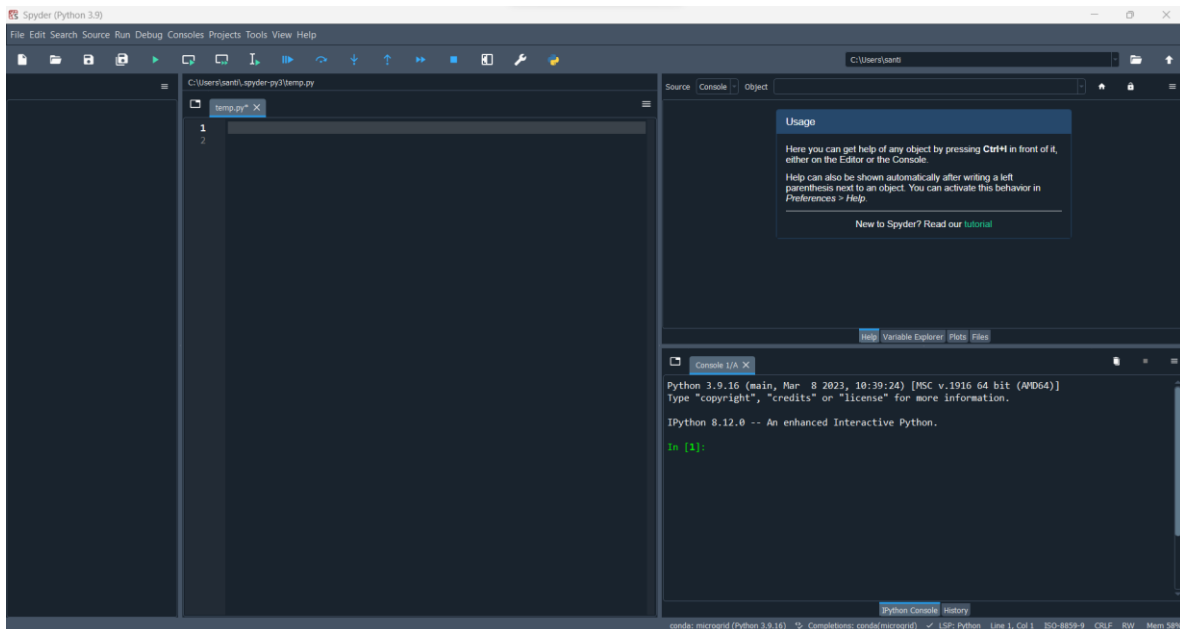 Spyder (Python 3.9)
File Edit Search Source Run Debug Consoles Projects Tools View Help
C:\Users\santi
C:\Users\santi\.spyder-py3\temp.py
temp.py*
1
2
Source Console Object
Usage
Here you can get help of any object by pressing Ctrl+I in front of it,
either on the Editor or the Console.
Help can also be shown automatically after writing a left
parenthesis next to an object. You can activate this behavior in
Preferences > Help.
New to Spyder? Read our tutorial
Help Variable Explorer Plots Files
Console 1/A
Python 3.9.16 (main, Mar  8 2023, 10:39:24) [MSC v.1916 64 bit (AMD64)]
Type "copyright", "credits" or "license" for more information.
IPython 8.12.0 -- An enhanced Interactive Python.
In [1]:
IPython Console History
conda: microgrid (Python 3.9.16) Completions: conda(microgrid) ✓ LSP: Python Line 1, Col 1 ISO-8859-9 CRLF RW Mem 58%